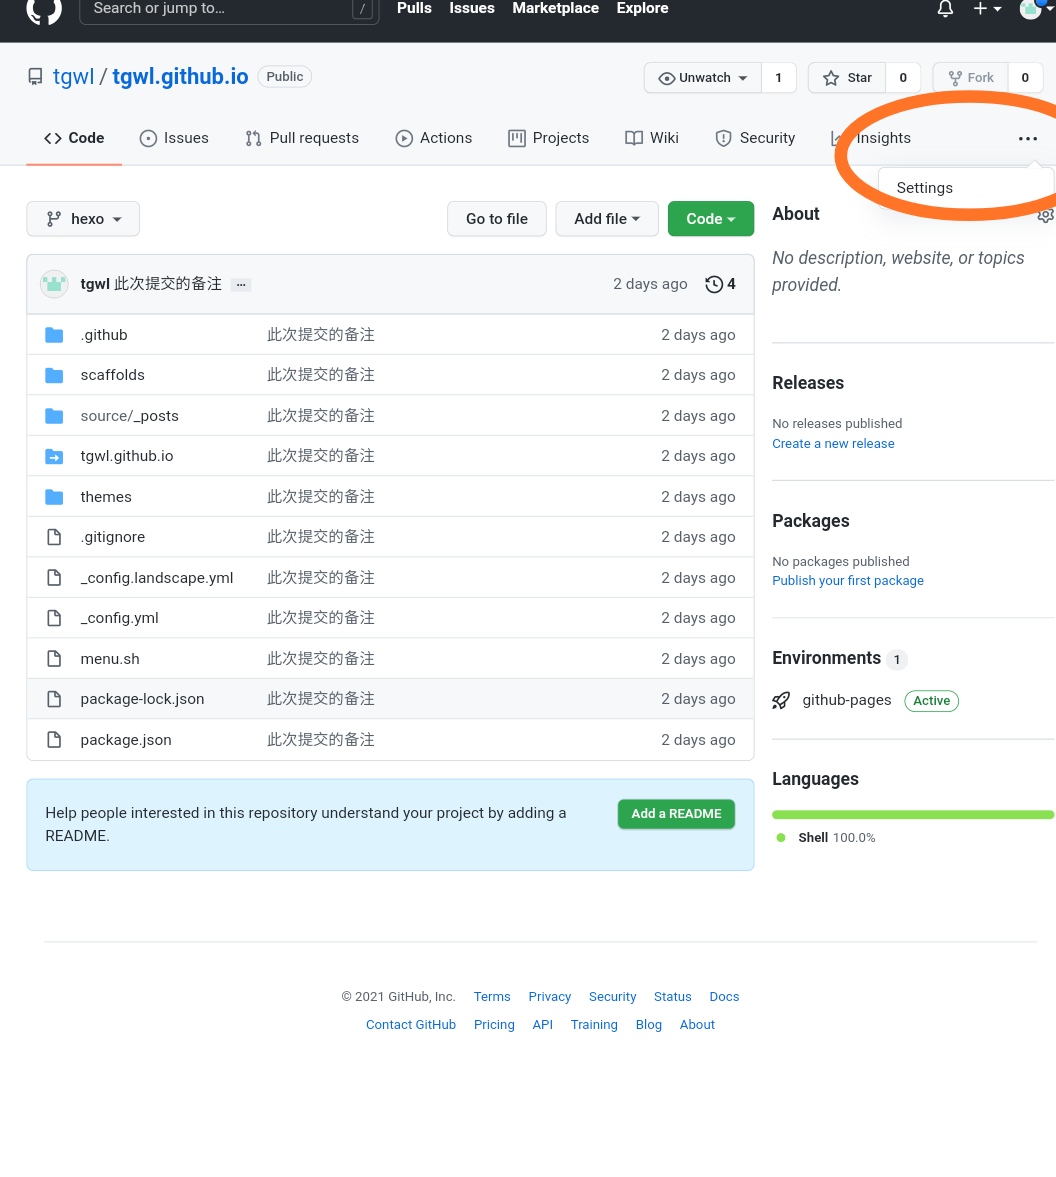 Search or jump to... /
Pulls Issues Marketplace Explore
tgwl / tgwl.github.io Public
Unwatch 1 Star 0 Fork 0
Code Issues Pull requests Actions Projects Wiki Security Insights ...
Settings
hexo Go to file Add file Code
tgwl 此次提交的备注 ... 2 days ago 4
.github 此次提交的备注 2 days ago
scaffolds 此次提交的备注 2 days ago
source/_posts 此次提交的备注 2 days ago
tgwl.github.io 此次提交的备注 2 days ago
themes 此次提交的备注 2 days ago
.gitignore 此次提交的备注 2 days ago
_config.landscape.yml 此次提交的备注 2 days ago
_config.yml 此次提交的备注 2 days ago
menu.sh 此次提交的备注 2 days ago
package-lock.json 此次提交的备注 2 days ago
package.json 此次提交的备注 2 days ago
Help people interested in this repository understand your project by adding a
README.
Add a README
About
No description, website, or topics
provided.
Releases
No releases published
Create a new release
Packages
No packages published
Publish your first package
Environments 1
github-pages Active
Languages
Shell 100.0%
© 2021 GitHub, Inc. Terms Privacy Security Status Docs
Contact GitHub Pricing API Training Blog About